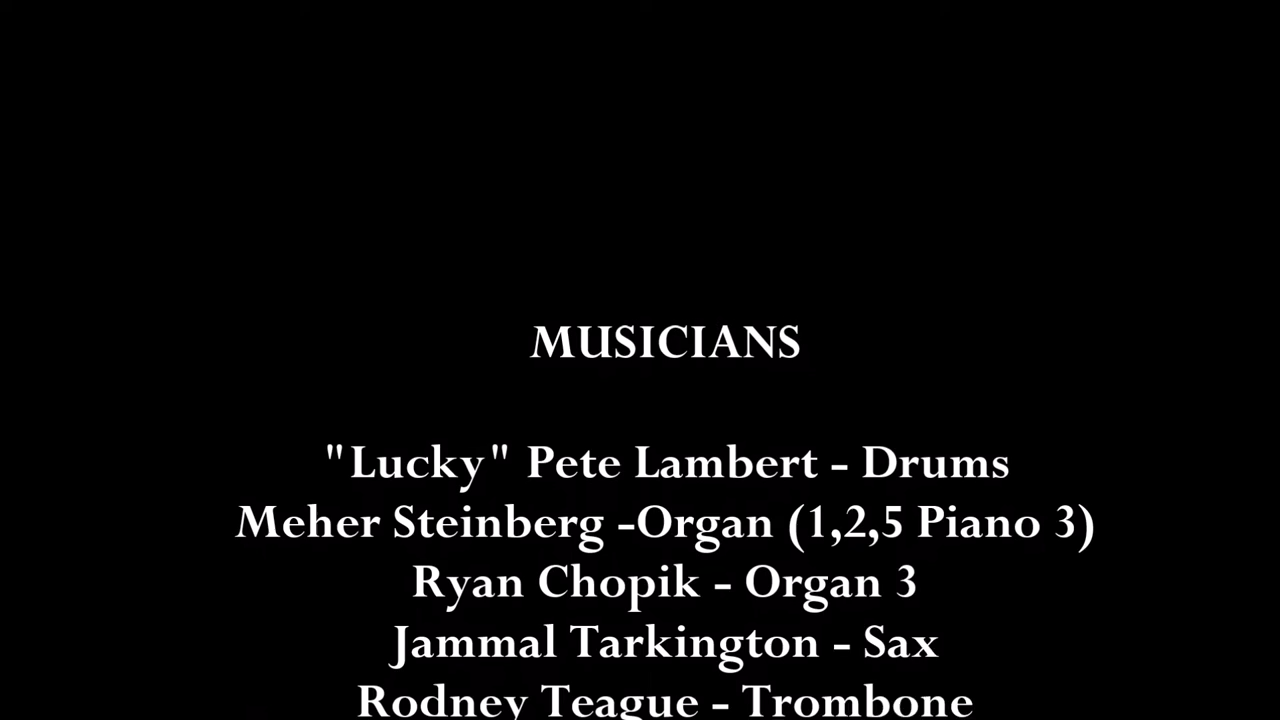 MUSICIANS
"Lucky" Pete Lambert - Drums
Meher Steinberg -Organ (1,2,5 Piano 3)
Ryan Chopik - Organ 3
Jammal Tarkington - Sax
Rodney Teague - Trombone